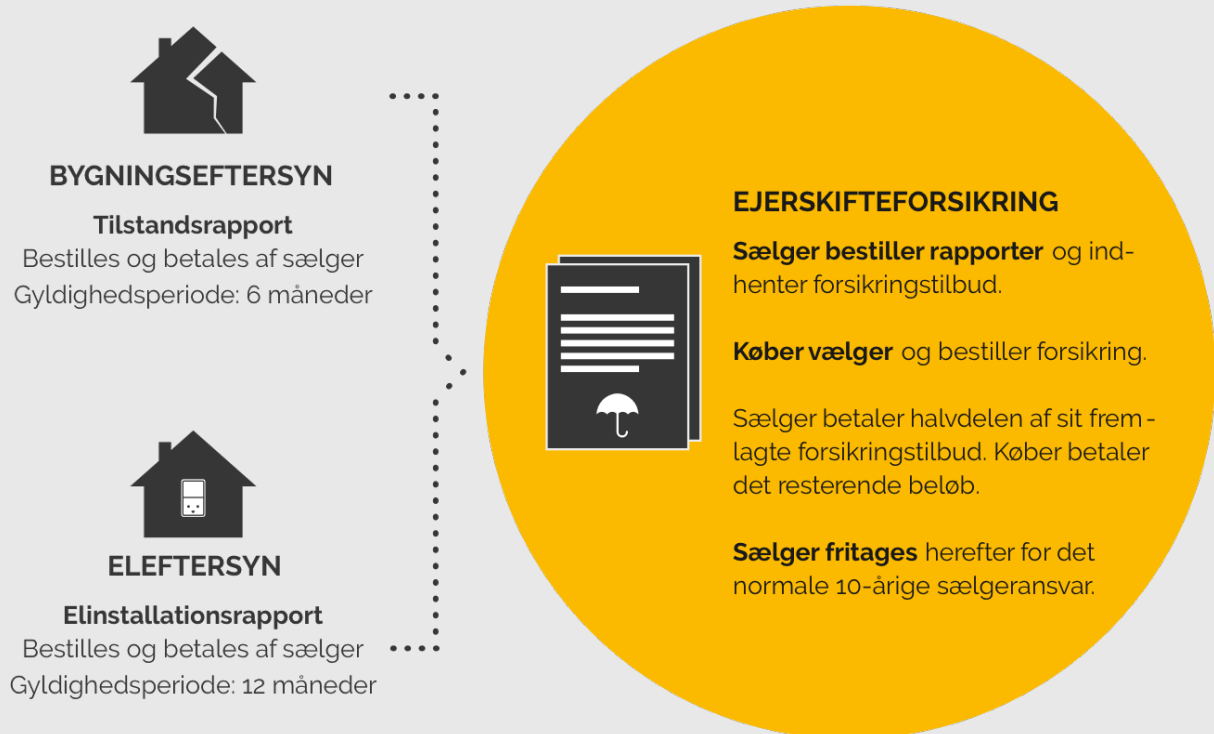 BYGNINGSEFTERSYN
Tilstandsrapport
Bestilles og betales af sælger
Gyldighedsperiode: 6 måneder
ELEFTERSYN
Elinstallationsrapport
Bestilles og betales af sælger
Gyldighedsperiode: 12 måneder
EJERSKIFTEFORSIKRING
Sælger bestiller rapporter og ind-
henter forsikringstilbud.
Køber vælger og bestiller forsikring.
Sælger betaler halvdelen af sit frem-
lagte forsikringstilbud. Køber betaler
det resterende beløb.
Sælger fritages herefter for det
normale 10-årige sælgeransvar.